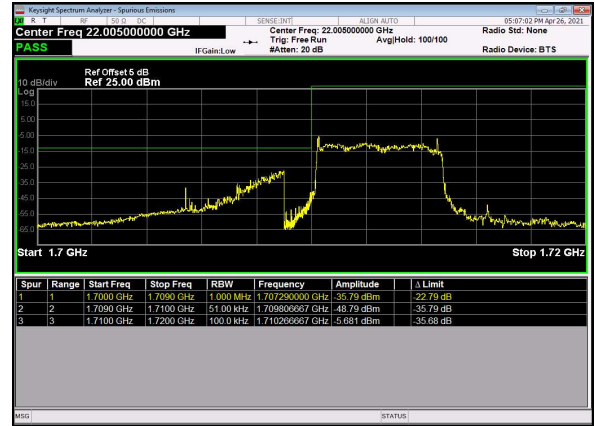 Keysight Spectrum Analyzer - Spurious Emissions
R T RF 50 Ω DC SENSE:INT ALIGN AUTO 05:07:02 PM Apr 26, 2021
Center Freq 22.005000000 GHz Center Freq: 22.005000000 GHz Radio Std: None
Trig: Free Run Avg|Hold: 100/100
PASS IFGain:Low #Atten: 20 dB Radio Device: BTS
Ref Offset 5 dB
10 dB/div Ref 25.00 dBm
Log
15.0
5.00
-5.00
-15.0
-25.0
-35.0
-45.0
-55.0
-65.0
Start 1.7 GHz Stop 1.72 GHz
Spur Range Start Freq Stop Freq RBW Frequency Amplitude Δ Limit
1 1 1.7000 GHz 1.7090 GHz 1.000 MHz 1.707290000 GHz -35.79 dBm -22.79 dB
2 2 1.7090 GHz 1.7100 GHz 51.00 kHz 1.709806667 GHz -48.79 dBm -35.79 dB
3 3 1.7100 GHz 1.7200 GHz 100.0 kHz 1.710266667 GHz -5.681 dBm -35.68 dB
MSG STATUS